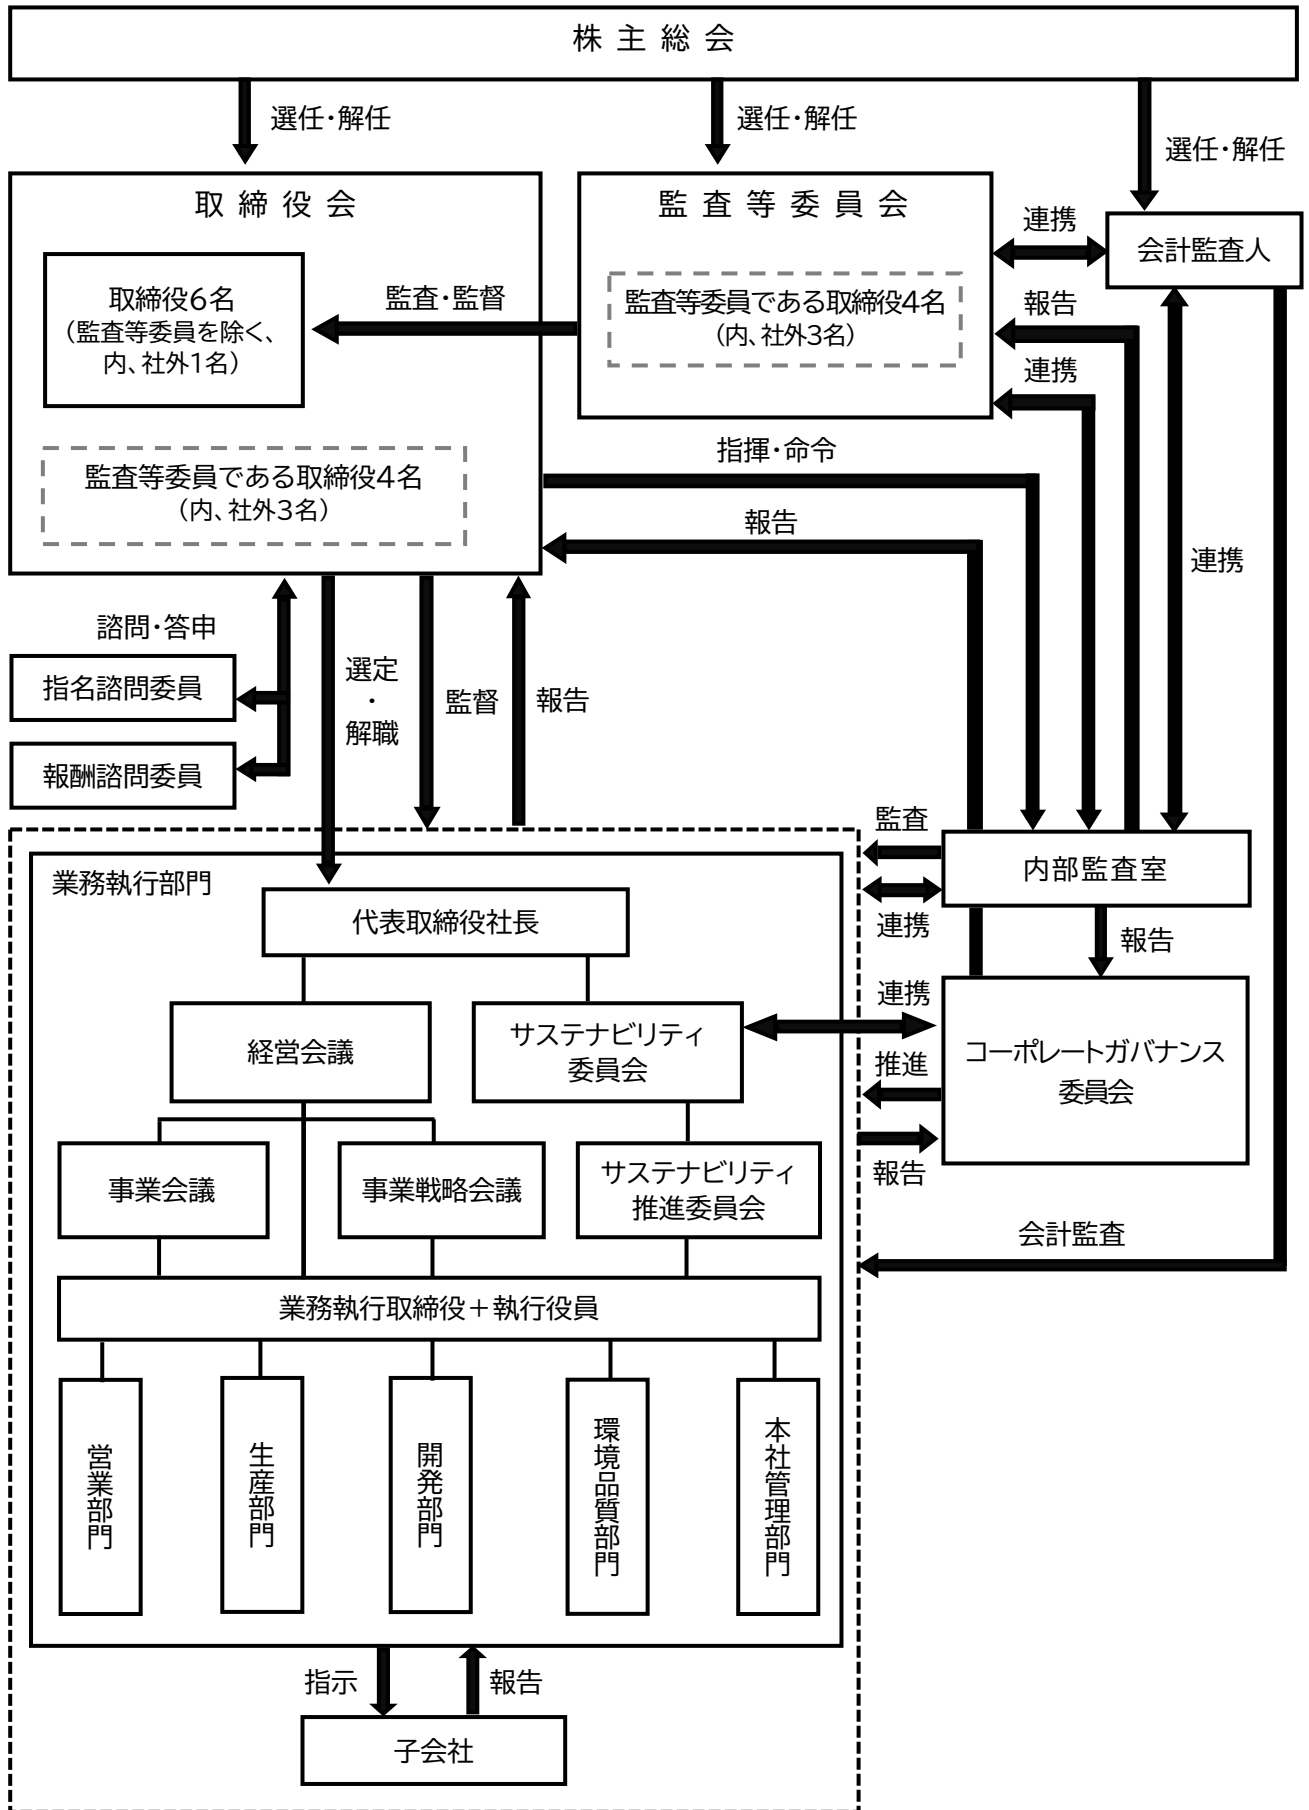 株主総会
選任・解任
選任・解任
選任・解任
取締役会
監査等委員会
会計監査人
連携
取締役6名
（監査等委員を除く、
内、社外1名）
監査・監督
監査等委員である取締役4名
（内、社外3名）
報告
連携
監査等委員である取締役4名
（内、社外3名）
指揮・命令
報告
連携
諮問・答申
指名諮問委員
報酬諮問委員
選定
・
解職
監督
報告
監査
内部監査室
連携
報告
業務執行部門
代表取締役社長
経営会議
サステナビリティ
委員会
連携
推進
報告
コーポレートガバナンス
委員会
事業会議
事業戦略会議
サステナビリティ
推進委員会
会計監査
業務執行取締役＋執行役員
営業部門
生産部門
開発部門
環境品質部門
本社管理部門
指示
報告
子会社